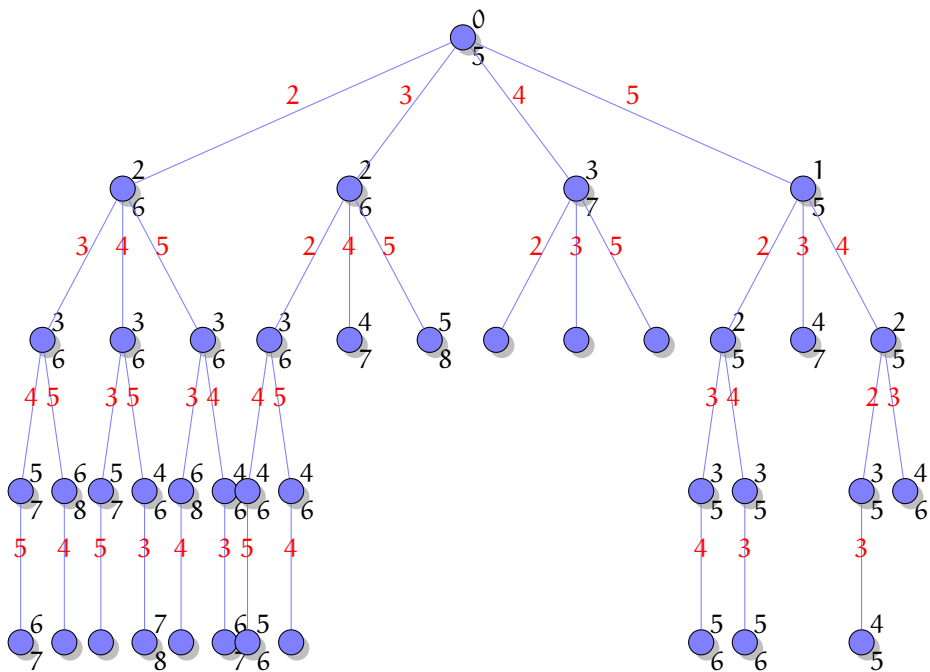 0
5
2 3 4 5
2 2 3 1
6 6 7 5
3 4 5 2 4 5 2 3 5 2 3 4
3 3 3 3 4 5 2 4 2
6 6 6 6 7 8 5 7 5
4 5 3 5 3 4 4 5 3 4 2 3
5 6 5 4 6 4 4 4 3 3 3 4
7 8 7 6 8 6 6 6 5 5 5 6
5 4 5 3 4 3 5 4 4 3 3
6 7 6 5 5 5 4
7 8 7 6 6 6 5